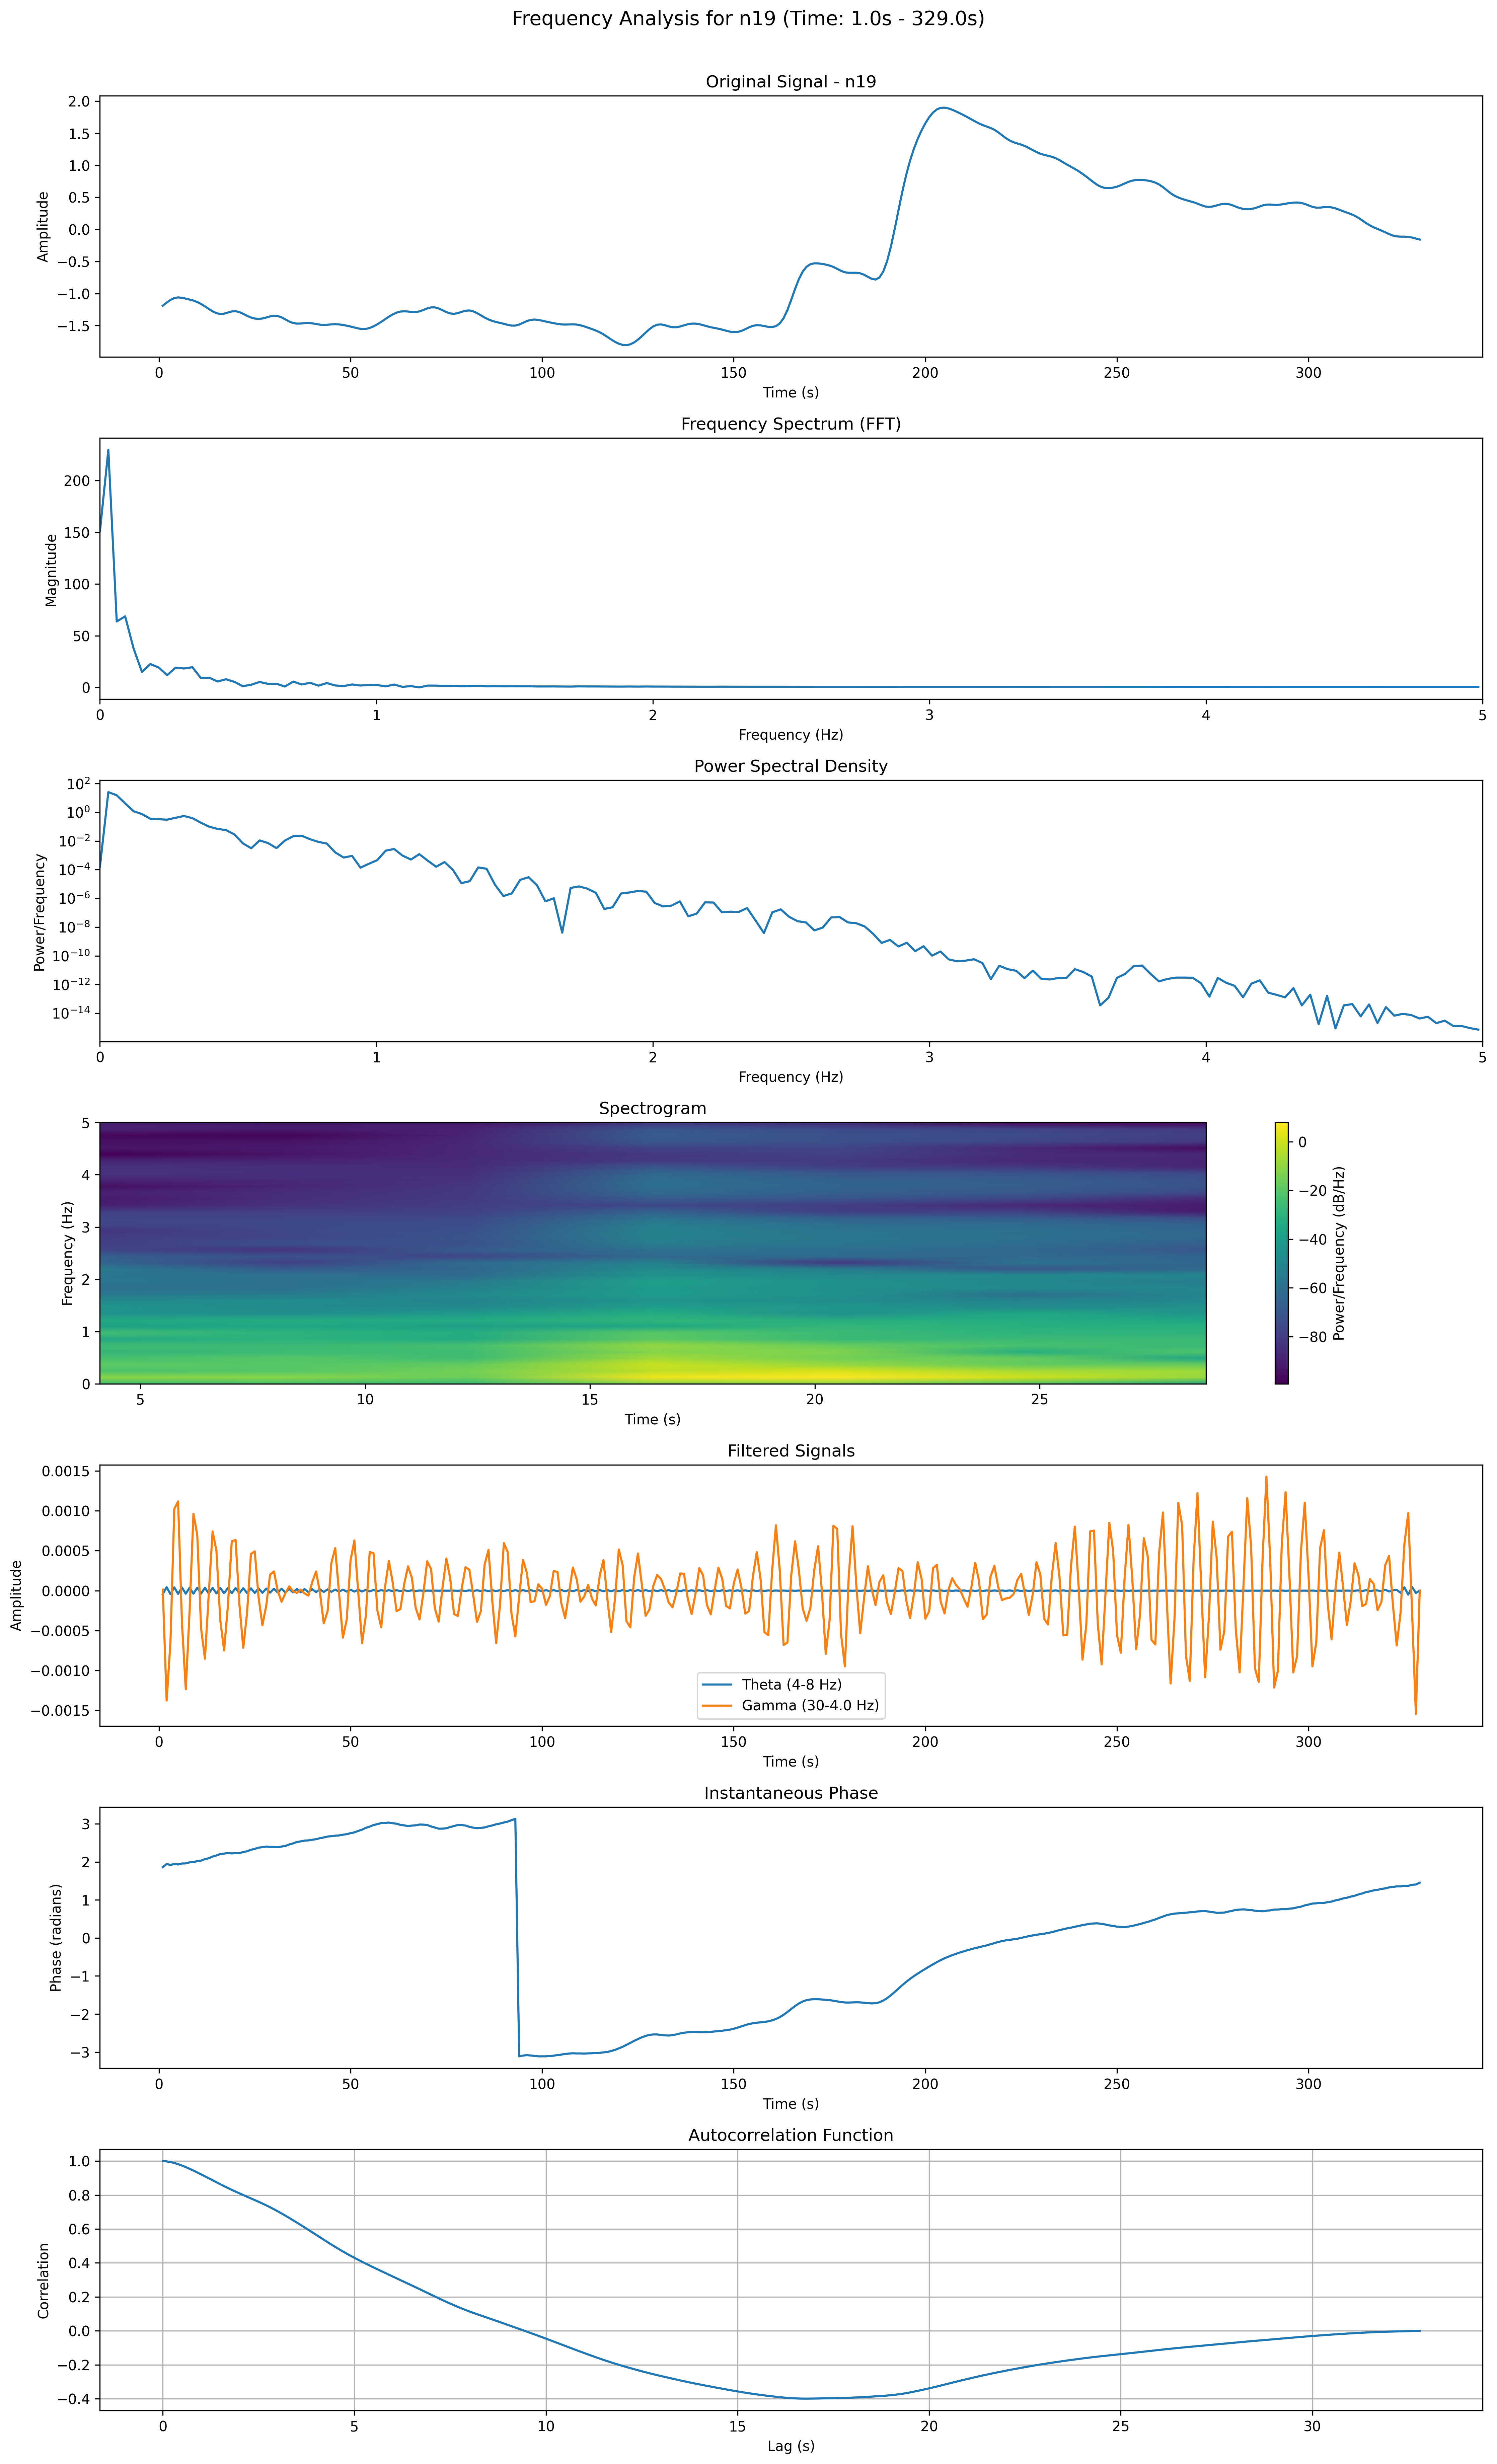 Frequency Analysis for n19 (Time: 1.0s - 329.0s)
Original Signal - n19
2.0
1.5
1.0
0.5
0.0
−0.5
−1.0
−1.5
Amplitude
0 50 100 150 200 250 300
Time (s)
Frequency Spectrum (FFT)
200
150
100
50
0
Magnitude
0 1 2 3 4 5
Frequency (Hz)
Power Spectral Density
10²
10⁰
10⁻²
10⁻⁴
10⁻⁶
10⁻⁸
10⁻¹⁰
10⁻¹²
10⁻¹⁴
Power/Frequency
0 1 2 3 4 5
Frequency (Hz)
Spectrogram
5
4
3
2
1
0
Frequency (Hz)
5 10 15 20 25
Time (s)
0
−20
−40
−60
−80
Power/Frequency (dB/Hz)
Filtered Signals
0.0015
0.0010
0.0005
0.0000
−0.0005
−0.0010
−0.0015
Amplitude
Theta (4-8 Hz)
Gamma (30-4.0 Hz)
0 50 100 150 200 250 300
Time (s)
Instantaneous Phase
3
2
1
0
−1
−2
−3
Phase (radians)
0 50 100 150 200 250 300
Time (s)
Autocorrelation Function
1.0
0.8
0.6
0.4
0.2
0.0
−0.2
−0.4
Correlation
0 5 10 15 20 25 30
Lag (s)